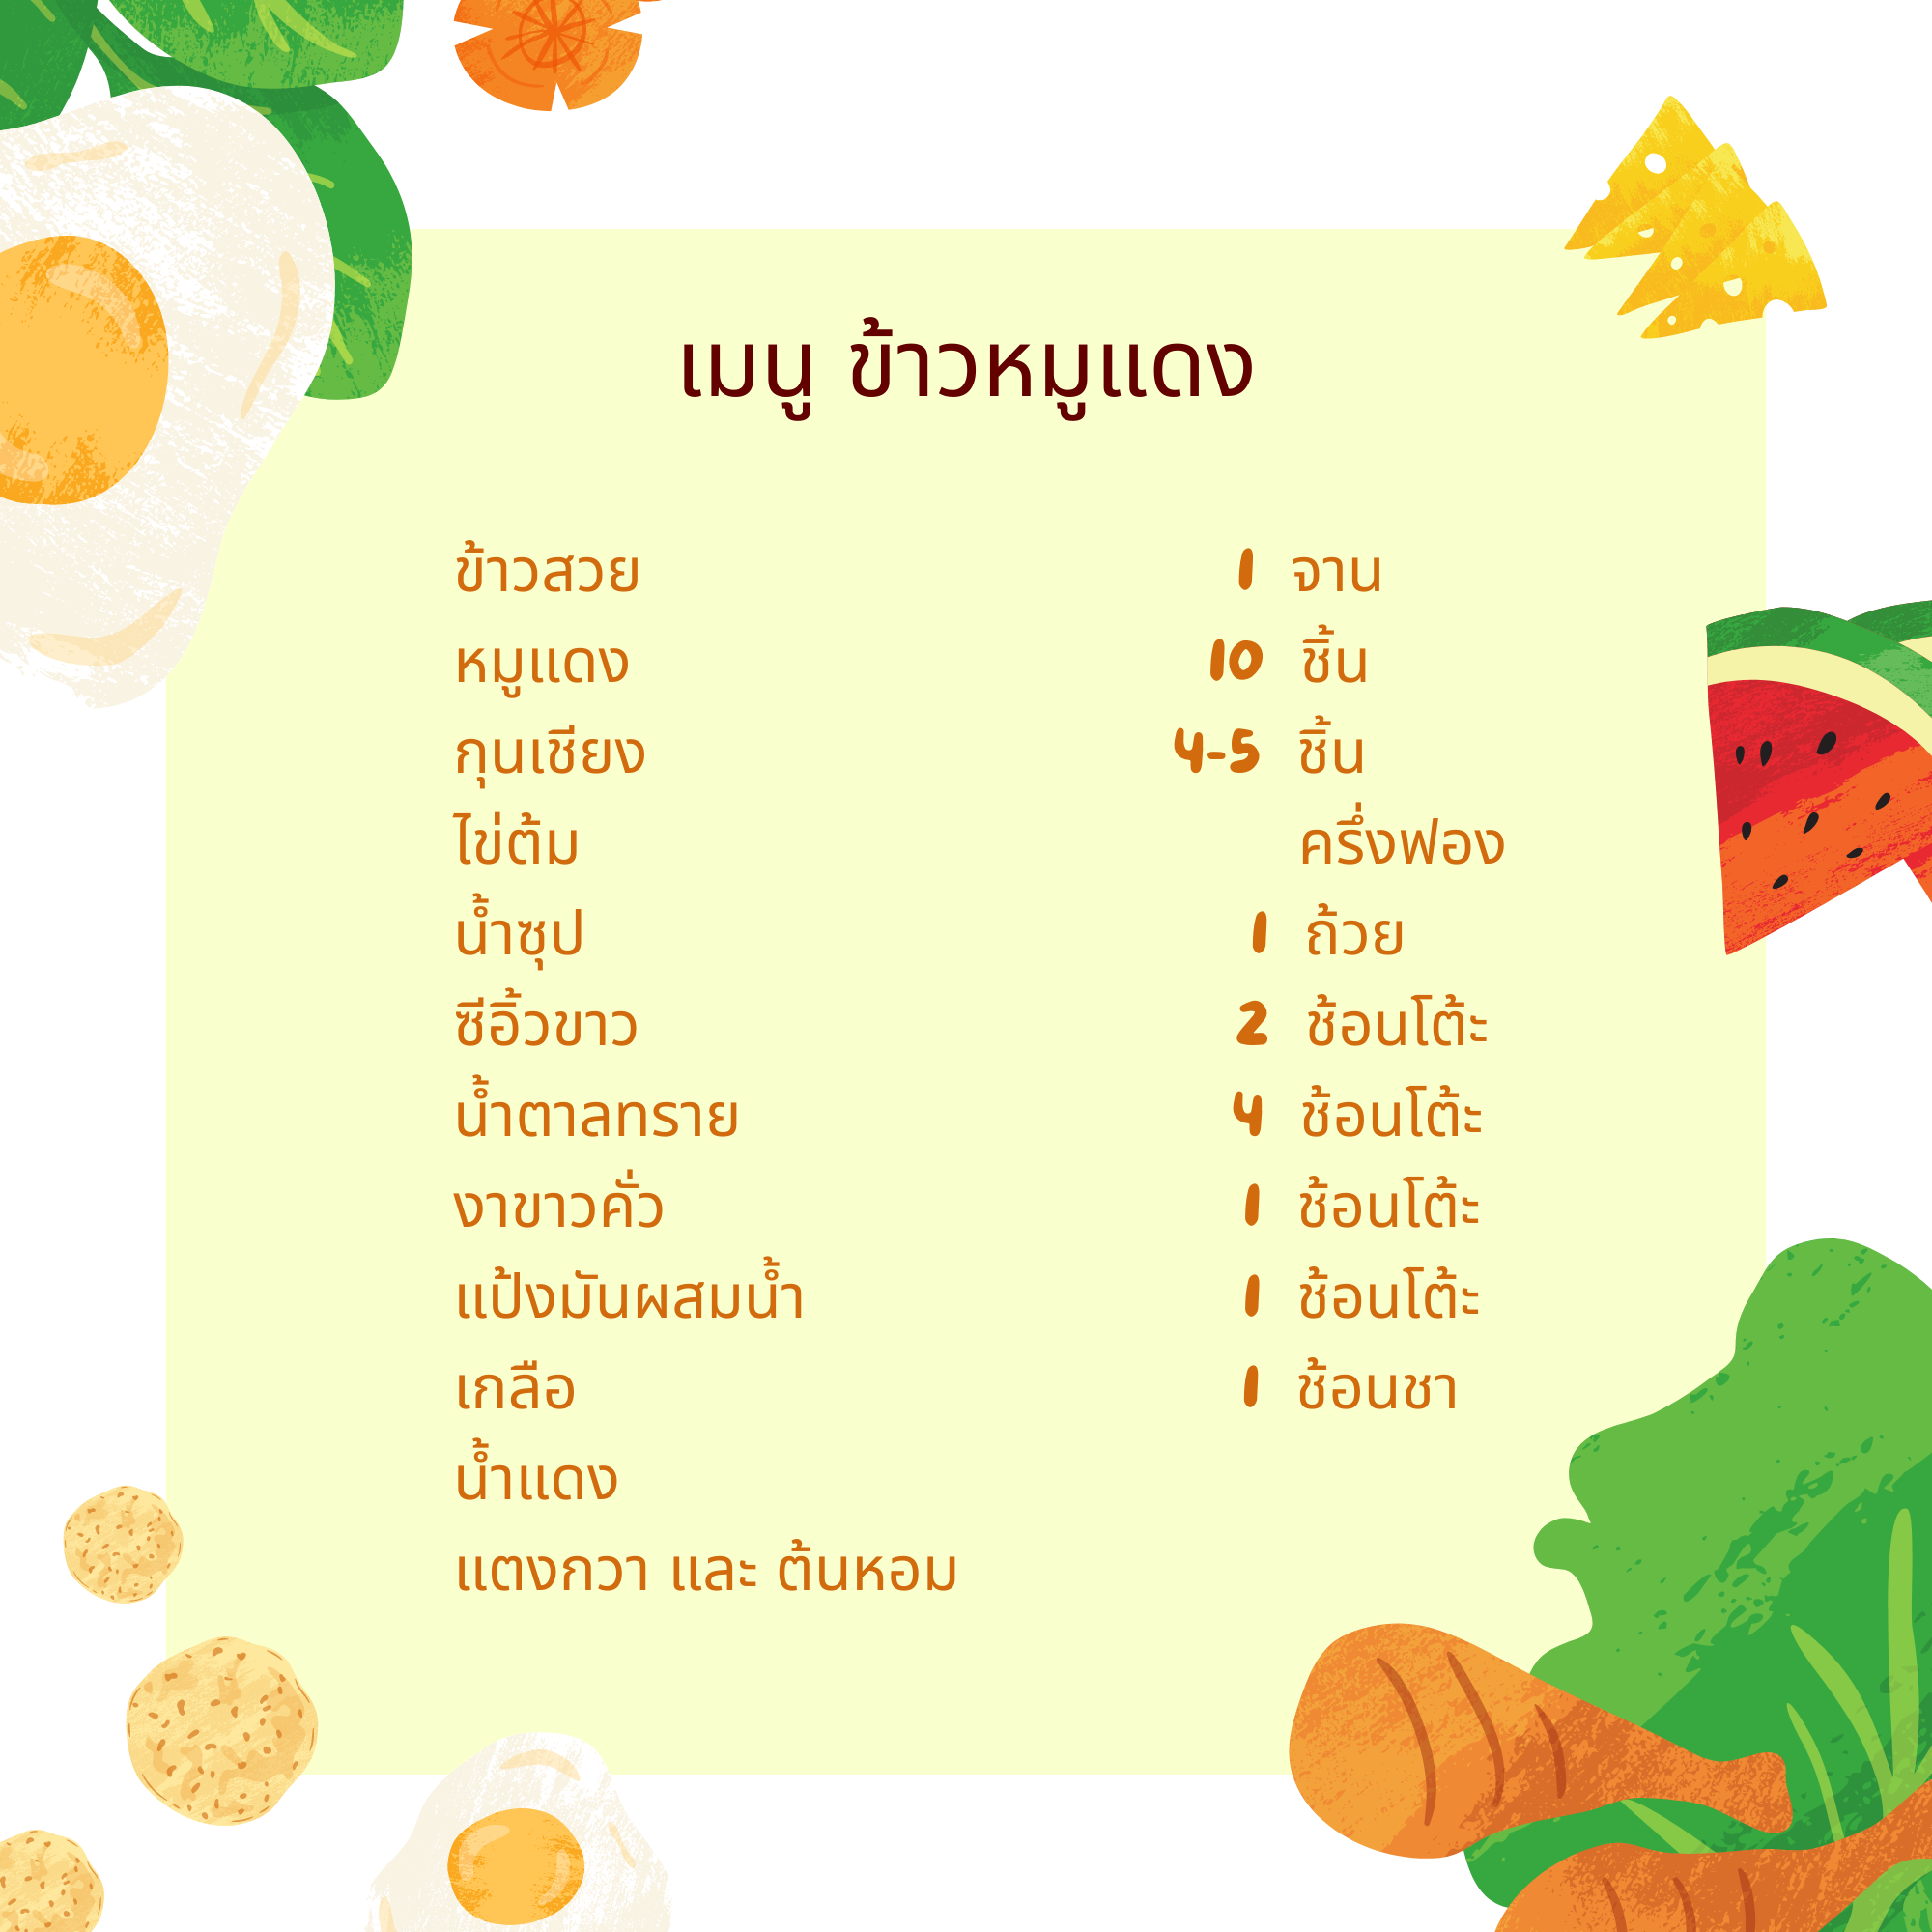 เมนู ข้าวหมูแดง
ข้าวสวย 1 จาน
หมูแดง 10 ชิ้น
กุนเชียง 4-5 ชิ้น
ไข่ต้ม ครึ่งฟอง
น้ำซุป 1 ถ้วย
ซีอิ้วขาว 2 ช้อนโต้ะ
น้ำตาลทราย 4 ช้อนโต้ะ
งาขาวคั่ว 1 ช้อนโต้ะ
แป้งมันผสมน้ำ 1 ช้อนโต้ะ
เกลือ 1 ช้อนชา
น้ำแดง
แตงกวา และ ต้นหอม